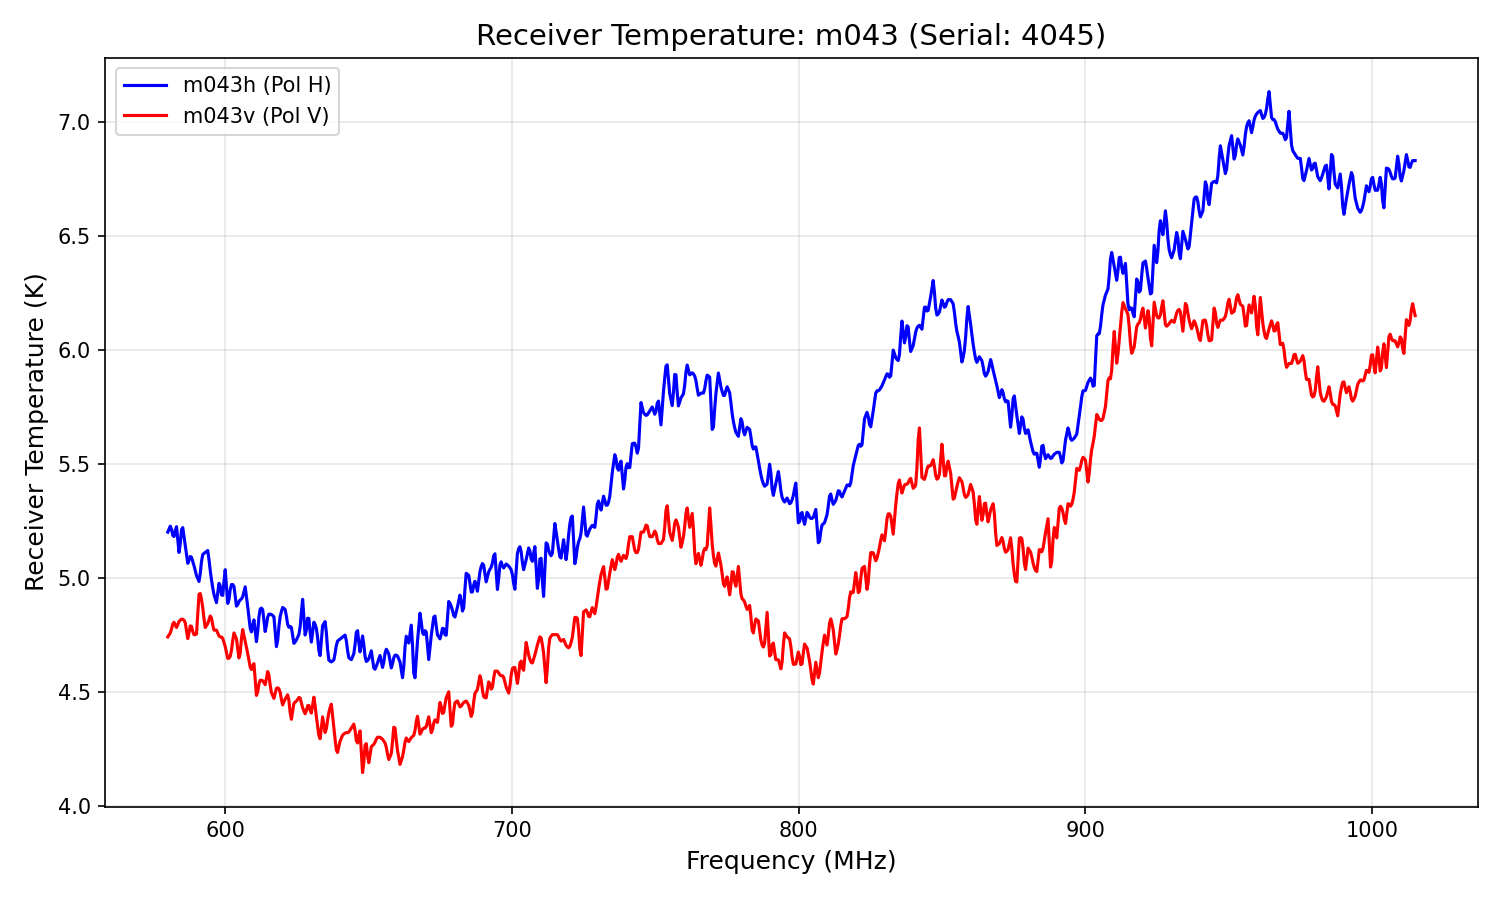 Receiver Temperature: m043 (Serial: 4045)
m043h (Pol H)
m043v (Pol V)
Receiver Temperature (K)
7.0
6.5
6.0
5.5
5.0
4.5
4.0
600 700 800 900 1000
Frequency (MHz)